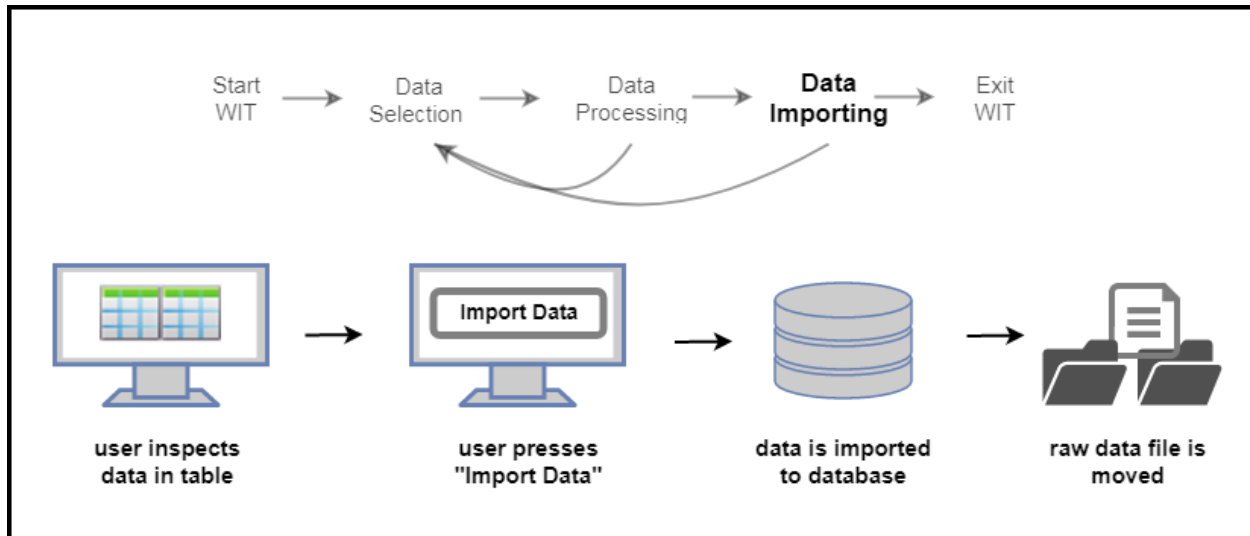 Start
WIT
Data
Selection
Data
Processing
Data
Importing
Exit
WIT
Import Data
user inspects
data in table
user presses
"Import Data"
data is imported
to database
raw data file is
moved